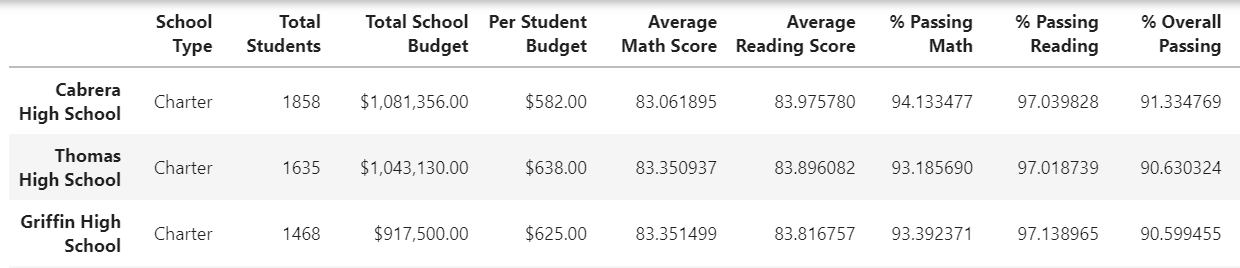 School Total Total School Per Student Average Average % Passing % Passing % Overall
Type Students Budget Budget Math Score Reading Score Math Reading Passing
Cabrera
High School Charter 1858 $1,081,356.00 $582.00 83.061895 83.975780 94.133477 97.039828 91.334769
Thomas
High School Charter 1635 $1,043,130.00 $638.00 83.350937 83.896082 93.185690 97.018739 90.630324
Griffin High
School Charter 1468 $917,500.00 $625.00 83.351499 83.816757 93.392371 97.138965 90.599455